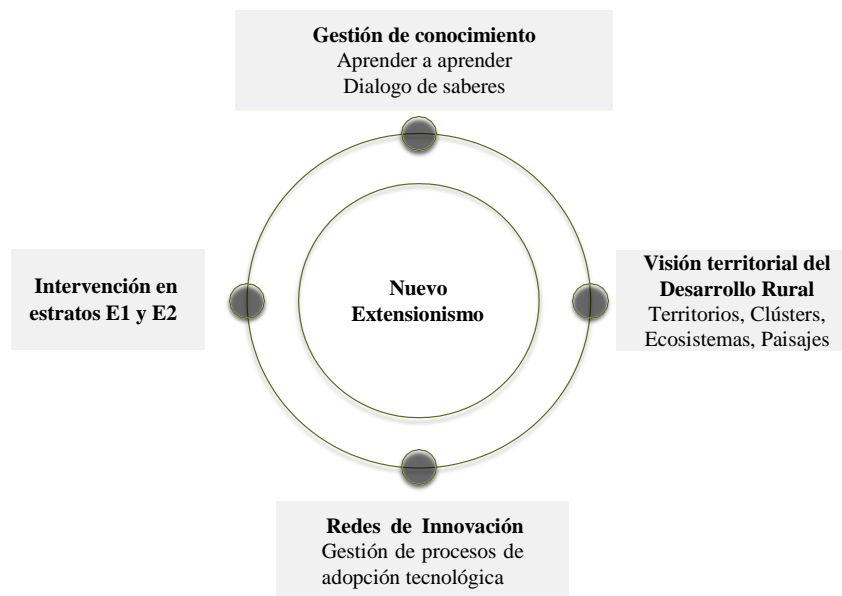 Gestión de conocimiento
Aprender a aprender
Dialogo de saberes
Intervención en
estratos E1 y E2
Nuevo
Extensionismo
Visión territorial del
Desarrollo Rural
Territorios, Clústers,
Ecosistemas, Paisajes
Redes de Innovación
Gestión de procesos de
adopción tecnológica